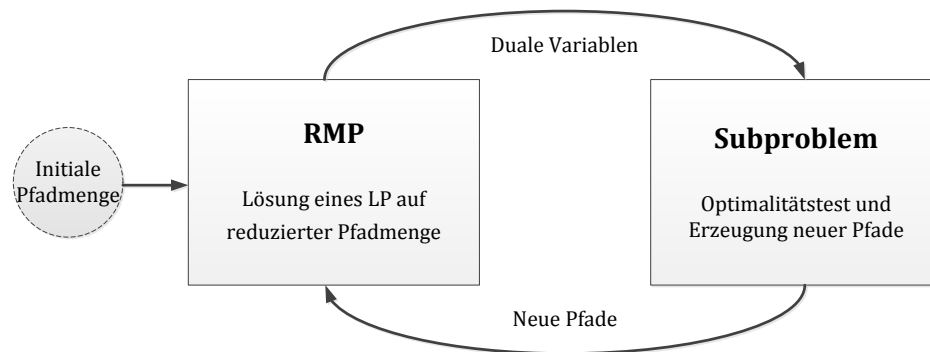 Duale Variablen
Initiale
Pfadmenge
RMP
Lösung eines LP auf
reduzierter Pfadmenge
Subproblem
Optimalitätstest und
Erzeugung neuer Pfade
Neue Pfade